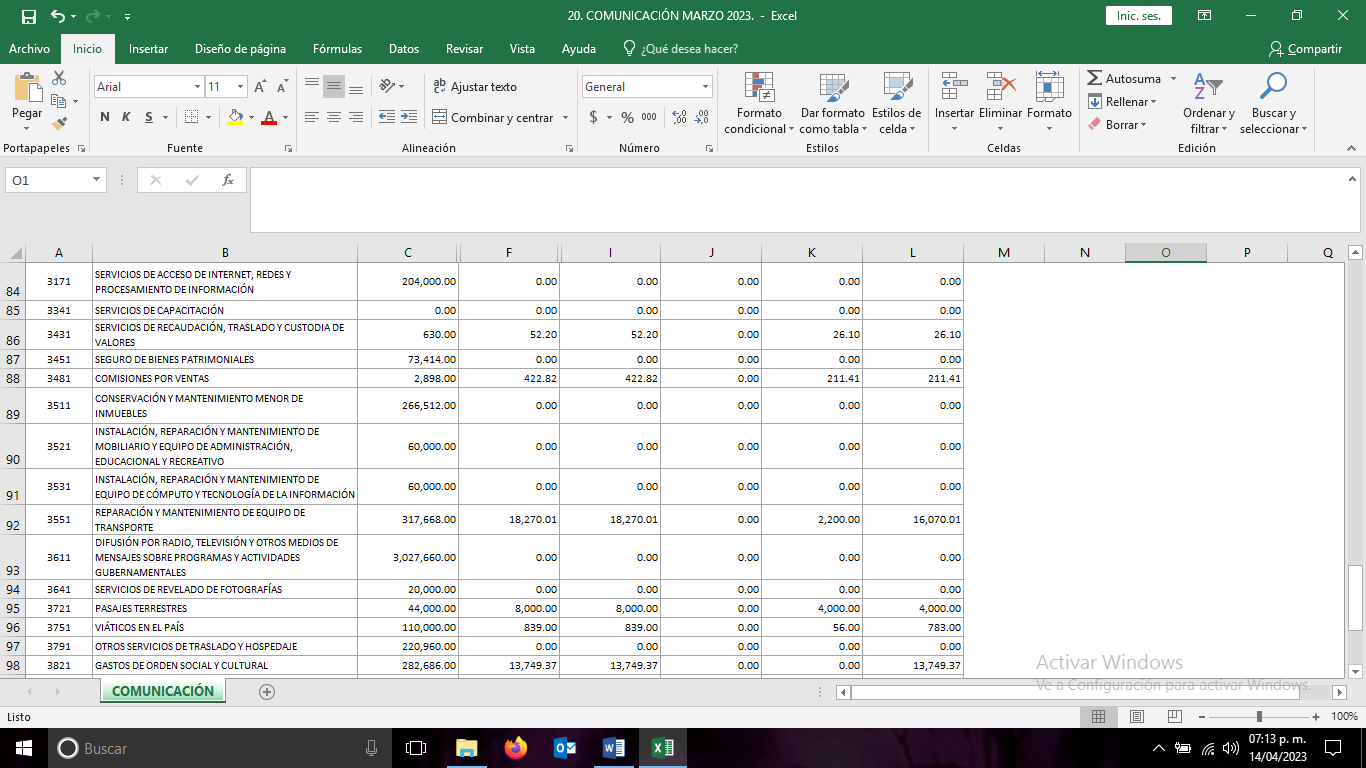 20. COMUNICACIÓN MARZO 2023. - Excel
Inic. ses.
Archivo Inicio Insertar Diseño de página Fórmulas Datos Revisar Vista Ayuda ¿Qué desea hacer? Compartir
Pegar
Portapapeles
Arial 11
N K S
Fuente
Ajustar texto
Combinar y centrar
Alineación
General
$ % 000
Número
Formato condicional
Dar formato como tabla
Estilos de celda
Estilos
Insertar Eliminar Formato
Celdas
Autosuma
Rellenar
Borrar
Ordenar y filtrar
Buscar y seleccionar
Edición
O1 fx
A B C F I J K L M N O P Q
84 3171 SERVICIOS DE ACCESO DE INTERNET, REDES Y PROCESAMIENTO DE INFORMACIÓN 204,000.00 0.00 0.00 0.00 0.00 0.00
85 3341 SERVICIOS DE CAPACITACIÓN 0.00 0.00 0.00 0.00 0.00 0.00
86 3431 SERVICIOS DE RECAUDACIÓN, TRASLADO Y CUSTODIA DE VALORES 630.00 52.20 52.20 0.00 26.10 26.10
87 3451 SEGURO DE BIENES PATRIMONIALES 73,414.00 0.00 0.00 0.00 0.00 0.00
88 3481 COMISIONES POR VENTAS 2,898.00 422.82 422.82 0.00 211.41 211.41
89 3511 CONSERVACIÓN Y MANTENIMIENTO MENOR DE INMUEBLES 266,512.00 0.00 0.00 0.00 0.00 0.00
90 3521 INSTALACIÓN, REPARACIÓN Y MANTENIMIENTO DE MOBILIARIO Y EQUIPO DE ADMINISTRACIÓN, EDUCACIONAL Y RECREATIVO 60,000.00 0.00 0.00 0.00 0.00 0.00
91 3531 INSTALACIÓN, REPARACIÓN Y MANTENIMIENTO DE EQUIPO DE CÓMPUTO Y TECNOLOGÍA DE LA INFORMACIÓN 60,000.00 0.00 0.00 0.00 0.00 0.00
92 3551 REPARACIÓN Y MANTENIMIENTO DE EQUIPO DE TRANSPORTE 317,668.00 18,270.01 18,270.01 0.00 2,200.00 16,070.01
93 3611 DIFUSIÓN POR RADIO, TELEVISIÓN Y OTROS MEDIOS DE MENSAJES SOBRE PROGRAMAS Y ACTIVIDADES GUBERNAMENTALES 3,027,660.00 0.00 0.00 0.00 0.00 0.00
94 3641 SERVICIOS DE REVELADO DE FOTOGRAFÍAS 20,000.00 0.00 0.00 0.00 0.00 0.00
95 3721 PASAJES TERRESTRES 44,000.00 8,000.00 8,000.00 0.00 4,000.00 4,000.00
96 3751 VIÁTICOS EN EL PAÍS 110,000.00 839.00 839.00 0.00 56.00 783.00
97 3791 OTROS SERVICIOS DE TRASLADO Y HOSPEDAJE 220,960.00 0.00 0.00 0.00 0.00 0.00
98 3821 GASTOS DE ORDEN SOCIAL Y CULTURAL 282,686.00 13,749.37 13,749.37 0.00 0.00 13,749.37
Activar Windows
Ve a Configuración para activar Windows.
COMUNICACIÓN
Listo 100%
Buscar
07:13 p. m.
14/04/2023